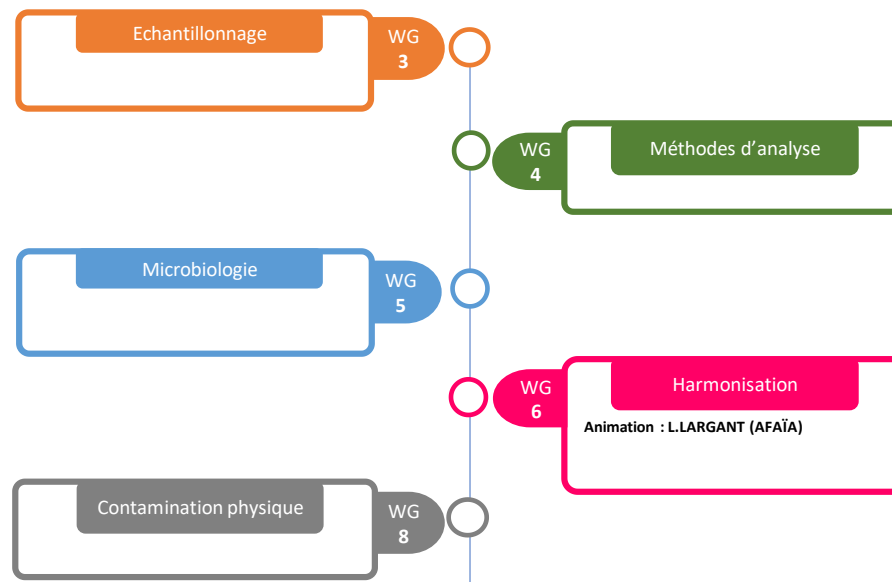 Echantillonnage
WG
3
WG
4
Méthodes d’analyse
Microbiologie
WG
5
WG
6
Harmonisation
Animation : L.LARGANT (AFAÏA)
Contamination physique
WG
8